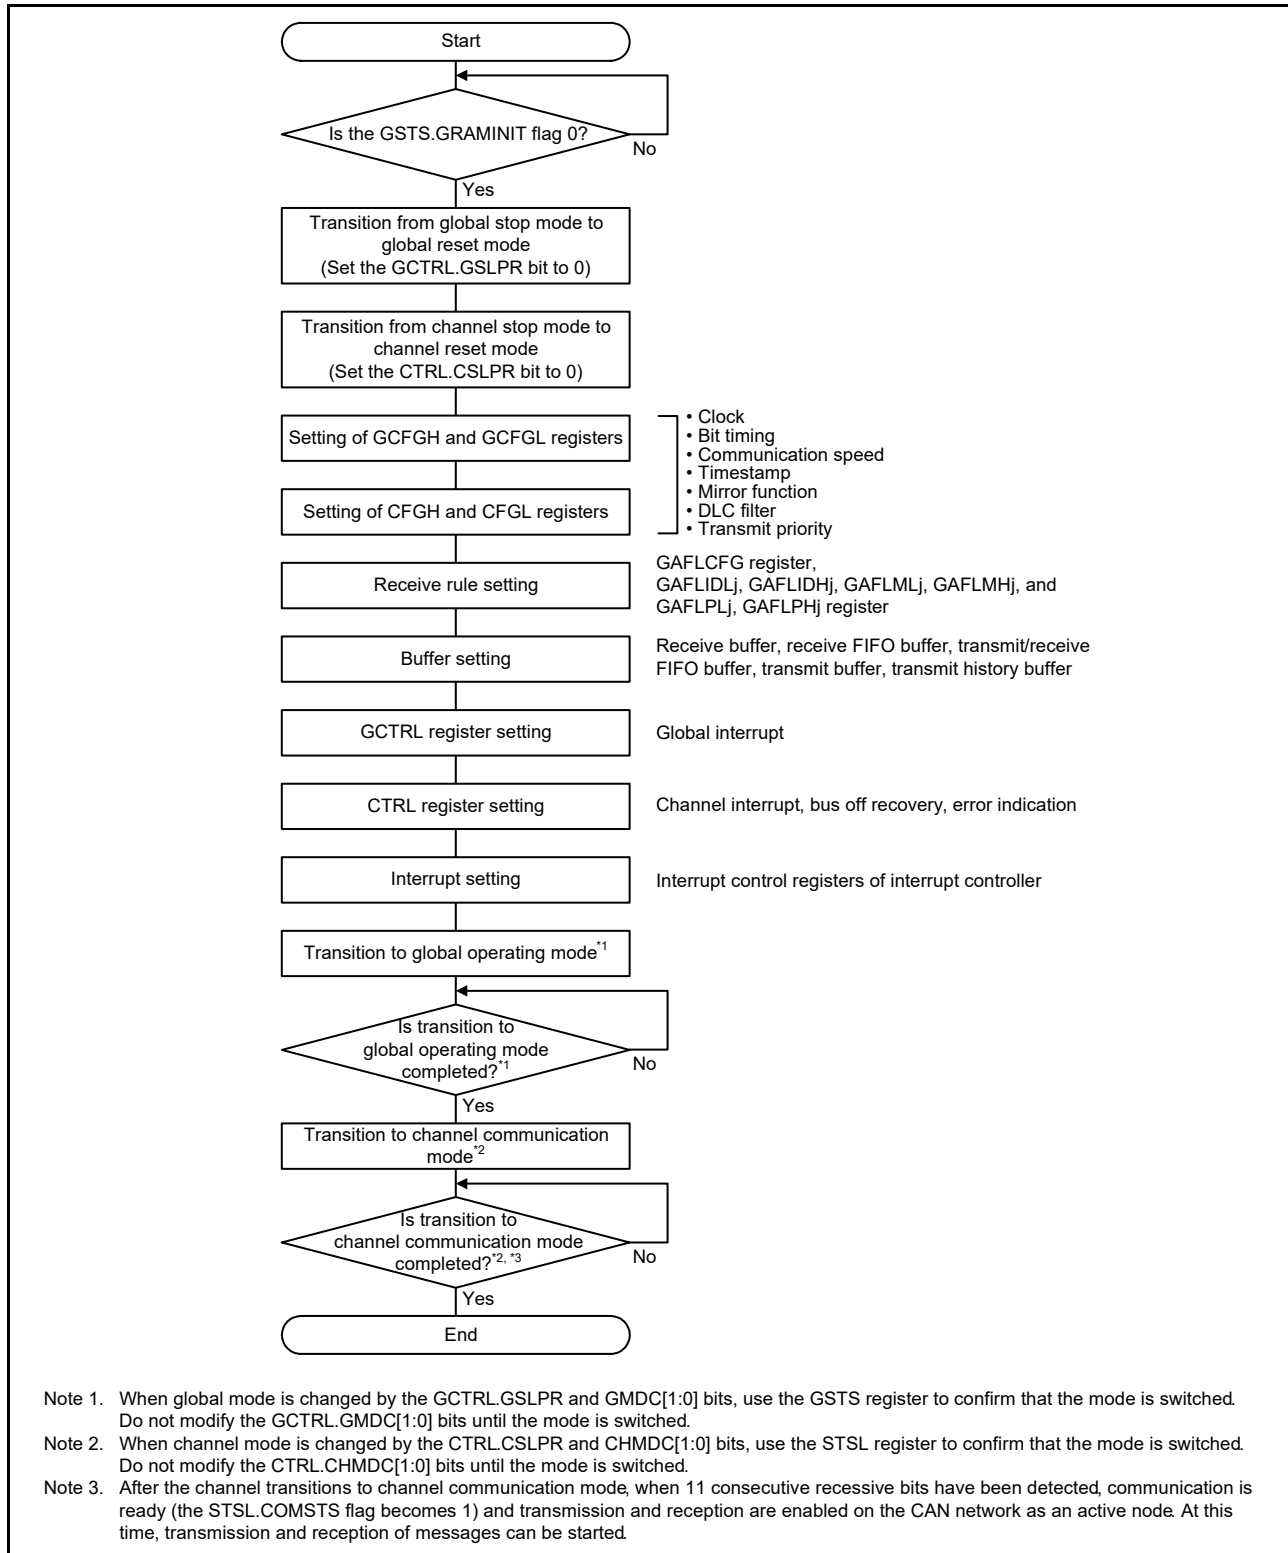 Start
Is the GSTS.GRAMINIT flag 0?
No
Yes
Transition from global stop mode to
global reset mode
(Set the GCTRL.GSLPR bit to 0)
Transition from channel stop mode to
channel reset mode
(Set the CTRL.CSLPR bit to 0)
Setting of GCFGH and GCFGL registers
Setting of CFGH and CFGL registers
• Clock
• Bit timing
• Communication speed
• Timestamp
• Mirror function
• DLC filter
• Transmit priority
Receive rule setting
GAFLCFG register,
GAFLIDLj, GAFLIDHj, GAFLMLj, GAFLMHj, and
GAFLPLj, GAFLPHj register
Buffer setting
Receive buffer, receive FIFO buffer, transmit/receive
FIFO buffer, transmit buffer, transmit history buffer
GCTRL register setting
Global interrupt
CTRL register setting
Channel interrupt, bus off recovery, error indication
Interrupt setting
Interrupt control registers of interrupt controller
Transition to global operating mode*1
Is transition to
global operating mode
completed?*1
No
Yes
Transition to channel communication
mode*2
Is transition to
channel communication mode
completed?*2, *3
No
Yes
End
Note 1. When global mode is changed by the GCTRL.GSLPR and GMDC[1:0] bits, use the GSTS register to confirm that the mode is switched.
Do not modify the GCTRL.GMDC[1:0] bits until the mode is switched.
Note 2. When channel mode is changed by the CTRL.CSLPR and CHMDC[1:0] bits, use the STSL register to confirm that the mode is switched.
Do not modify the CTRL.CHMDC[1:0] bits until the mode is switched.
Note 3. After the channel transitions to channel communication mode, when 11 consecutive recessive bits have been detected, communication is
ready (the STSL.COMSTS flag becomes 1) and transmission and reception are enabled on the CAN network as an active node. At this
time, transmission and reception of messages can be started.